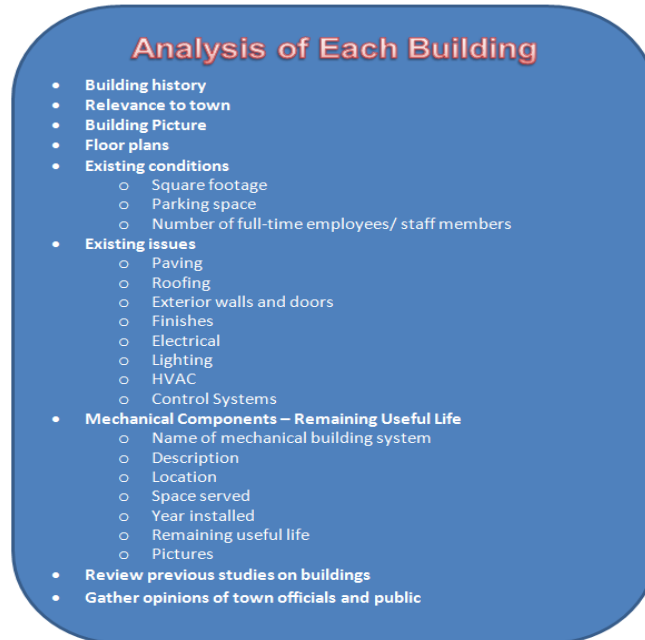 Analysis of Each Building
• Building history
• Relevance to town
• Building Picture
• Floor plans
• Existing conditions
o Square footage
o Parking space
o Number of full-time employees/ staff members
• Existing issues
o Paving
o Roofing
o Exterior walls and doors
o Finishes
o Electrical
o Lighting
o HVAC
o Control Systems
• Mechanical Components – Remaining Useful Life
o Name of mechanical building system
o Description
o Location
o Space served
o Year installed
o Remaining useful life
o Pictures
• Review previous studies on buildings
• Gather opinions of town officials and public